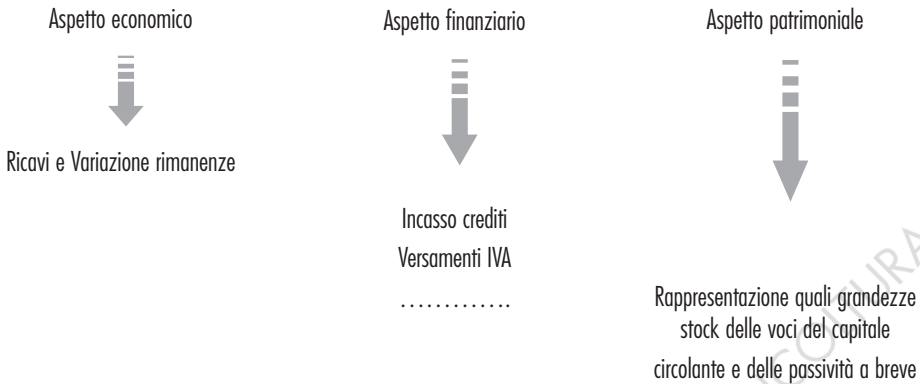 Aspetto economico
Ricavi e Variazione rimanenze
Aspetto finanziario
Incasso crediti
Versamenti IVA
………….
Aspetto patrimoniale
Rappresentazione quali grandezze
stock delle voci del capitale
circolante e delle passività a breve